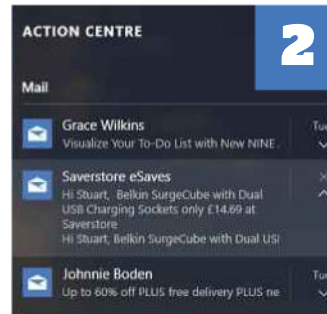 ACTION CENTRE
2
Mail
Grace Wilkins
Tue
Visualize Your To-Do List with New NINE
Saverstore eSaves
Hi Stuart, Belkin SurgeCube with Dual
USB Charging Sockets only £14.69 at
Saverstore
Hi Stuart, Belkin SurgeCube with Dual USI
Johnnie Boden
Tue
Up to 60% off PLUS free delivery PLUS ne